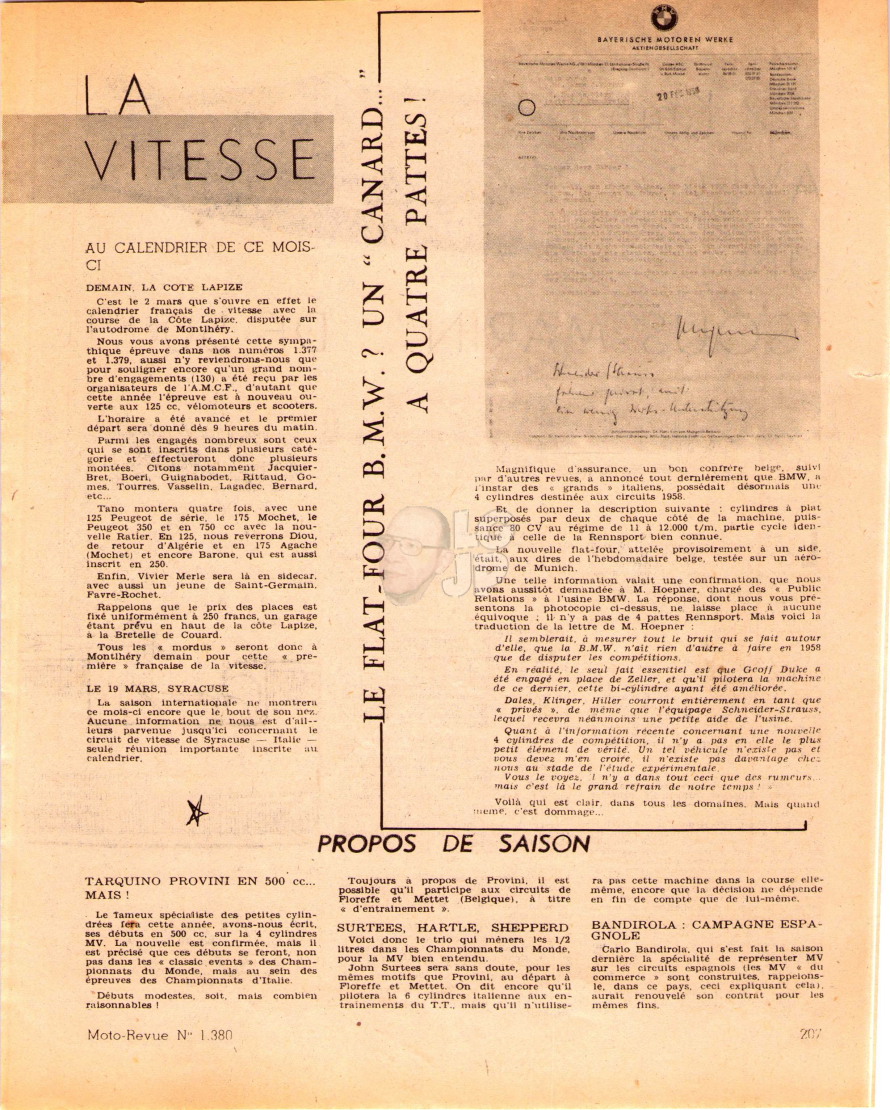 LA
VITESSE
AU CALENDRIER DE CE MOIS-
CI
DEMAIN, LA COTE LAPIZE
C'est le 2 mars que s'ouvre en effet le
calendrier français de vitesse avec la
course de la Côte Lapize, disputée sur
l'autodrome de Montlhéry.
Nous vous avons présenté cette sympa-
thique épreuve dans nos numéros 1.377
et 1.379, aussi n'y reviendrons-nous que
pour souligner encore qu'un grand nom-
bre d'engagements (130) a été reçu par les
organisateurs de l'A.M.C.F., d'autant que
cette année l'épreuve est à nouveau ou-
verte aux 125 cc, vélomoteurs et scooters.
L'horaire a été avancé et le premier
départ sera donné dès 9 heures du matin.
Parmi les engagés nombreux sont ceux
qui se sont inscrits dans plusieurs caté-
gorie et effectueront donc plusieurs
montées. Citons notamment Jacquier-
Bret, Boeri, Guignabodet, Rittaud, Go-
mes, Tourres, Vasselin, Lagadec, Bernard,
etc...
Tano montera quatre fois, avec une
125 Peugeot de série, le 175 Mochet, le
Peugeot 350 et en 750 cc avec la nou-
velle Ratier. En 125, nous reverrons Diou,
de retour d'Algérie et en 175 Agache
(Mochet) et encore Barone, qui est aussi
inscrit en 250.
Enfin, Vivier Merle sera là en sidecar,
avec aussi un jeune de Saint-Germain,
Favre-Rochet.
Rappelons que le prix des places est
fixé uniformément à 250 francs, un garage
étant prévu en haut de la côte Lapize,
à la Bretelle de Couard.
Tous les « mordus » seront donc à
Montlhéry demain pour cette « pre-
mière » française de la vitesse.
LE 19 MARS, SYRACUSE
La saison internationale ne montrera
ce mois-ci encore que le bout de son nez.
Aucune information ne nous est d'ail-
leurs parvenue jusqu'ici concernant le
circuit de vitesse de Syracuse — Italie —
seule réunion importante inscrite au
calendrier.
LE FLAT-FOUR B.M.W. ? UN " CANARD... "
A QUATRE PATTES !
BMW
BAYERISCHE MOTOREN WERKE
AKTIENGESELLSCHAFT
Magnifique d'assurance, un bon confrère belge, suivi
par d'autres revues, a annoncé tout dernièrement que BMW, a
l'instar des « grands » italiens, possédait désormais une
4 cylindres destinée aux circuits 1958.
Et de donner la description suivante : cylindres à plat
superposés par deux de chaque côté de la machine, puis-
sance 80 CV au régime de 11 à 12.000 t/m, partie cycle iden-
tique à celle de la Rennsport bien connue.
La nouvelle flat-four, attelée provisoirement à un side,
était, aux dires de l'hebdomadaire belge, testée sur un aéro-
drome de Munich.
Une telle information valait une confirmation, que nous
avons aussitôt demandée à M. Hoepner, chargé des « Public
Relations » à l'usine BMW. La réponse, dont nous vous pré-
sentons la photocopie ci-dessus, ne laisse place à aucune
équivoque ; il n'y a pas de 4 pattes Rennsport. Mais voici la
traduction de la lettre de M. Hoepner :
Il semblerait, à mesurer tout le bruit qui se fait autour
d'elle, que la B.M.W. n'ait rien d'autre à faire en 1958
que de disputer les compétitions.
En réalité, le seul fait essentiel est que Geoff Duke a
été engagé en place de Zeller, et qu'il pilotera la machine
de ce dernier, cette bi-cylindre ayant été améliorée.
Dales, Klinger, Hiller courront entièrement en tant que
« privés », de même que l'équipage Schneider-Strauss,
lequel recevra néanmoins une petite aide de l'usine.
Quant à l'information récente concernant une nouvelle
4 cylindres de compétition, il n'y a pas en elle le plus
petit élément de vérité. Un tel véhicule n'existe pas et
vous devez m'en croire, il n'existe pas davantage chez
nous au stade de l'étude expérimentale.
Vous le voyez, l n'y a dans tout ceci que des rumeurs...
mais c'est là le grand refrain de notre temps ! »
Voilà qui est clair, dans tous les domaines. Mais quand
même, c'est dommage...
PROPOS DE SAISON
TARQUINO PROVINI EN 500 cc...
MAIS !
Le fameux spécialiste des petites cylin-
drées fera cette année, avons-nous écrit,
ses débuts en 500 cc, sur la 4 cylindres
MV. La nouvelle est confirmée, mais il
est précisé que ces débuts se feront, non
pas dans les « classic events » des Cham-
pionnats du Monde, mais au sein des
épreuves des Championnats d'Italie.
Débuts modestes, soit, mais combien
raisonnables !
Toujours à propos de Provini, il est
possible qu'il participe aux circuits de
Floreffe et Mettet (Belgique), à titre
« d'entraînement ».
SURTEES, HARTLE, SHEPPERD
Voici donc le trio qui mènera les 1/2
litres dans les Championnats du Monde,
pour la MV bien entendu.
John Surtees sera sans doute, pour les
mêmes motifs que Provini, au départ à
Floreffe et Mettet. On dit encore qu'il
pilotera la 6 cylindres italienne aux en-
traînements du T.T., mais qu'il n'utilise-
ra pas cette machine dans la course elle-
même, encore que la décision ne dépende
en fin de compte que de lui-même.
BANDIROLA : CAMPAGNE ESPA-
GNOLE
Carlo Bandirola, qui s'est fait la saison
dernière la spécialité de représenter MV
sur les circuits espagnols (les MV « du
commerce » sont construites, rappelons-
le, dans ce pays, ceci expliquant cela),
aurait renouvelé son contrat pour les
mêmes fins.
Moto-Revue N° 1.380
207